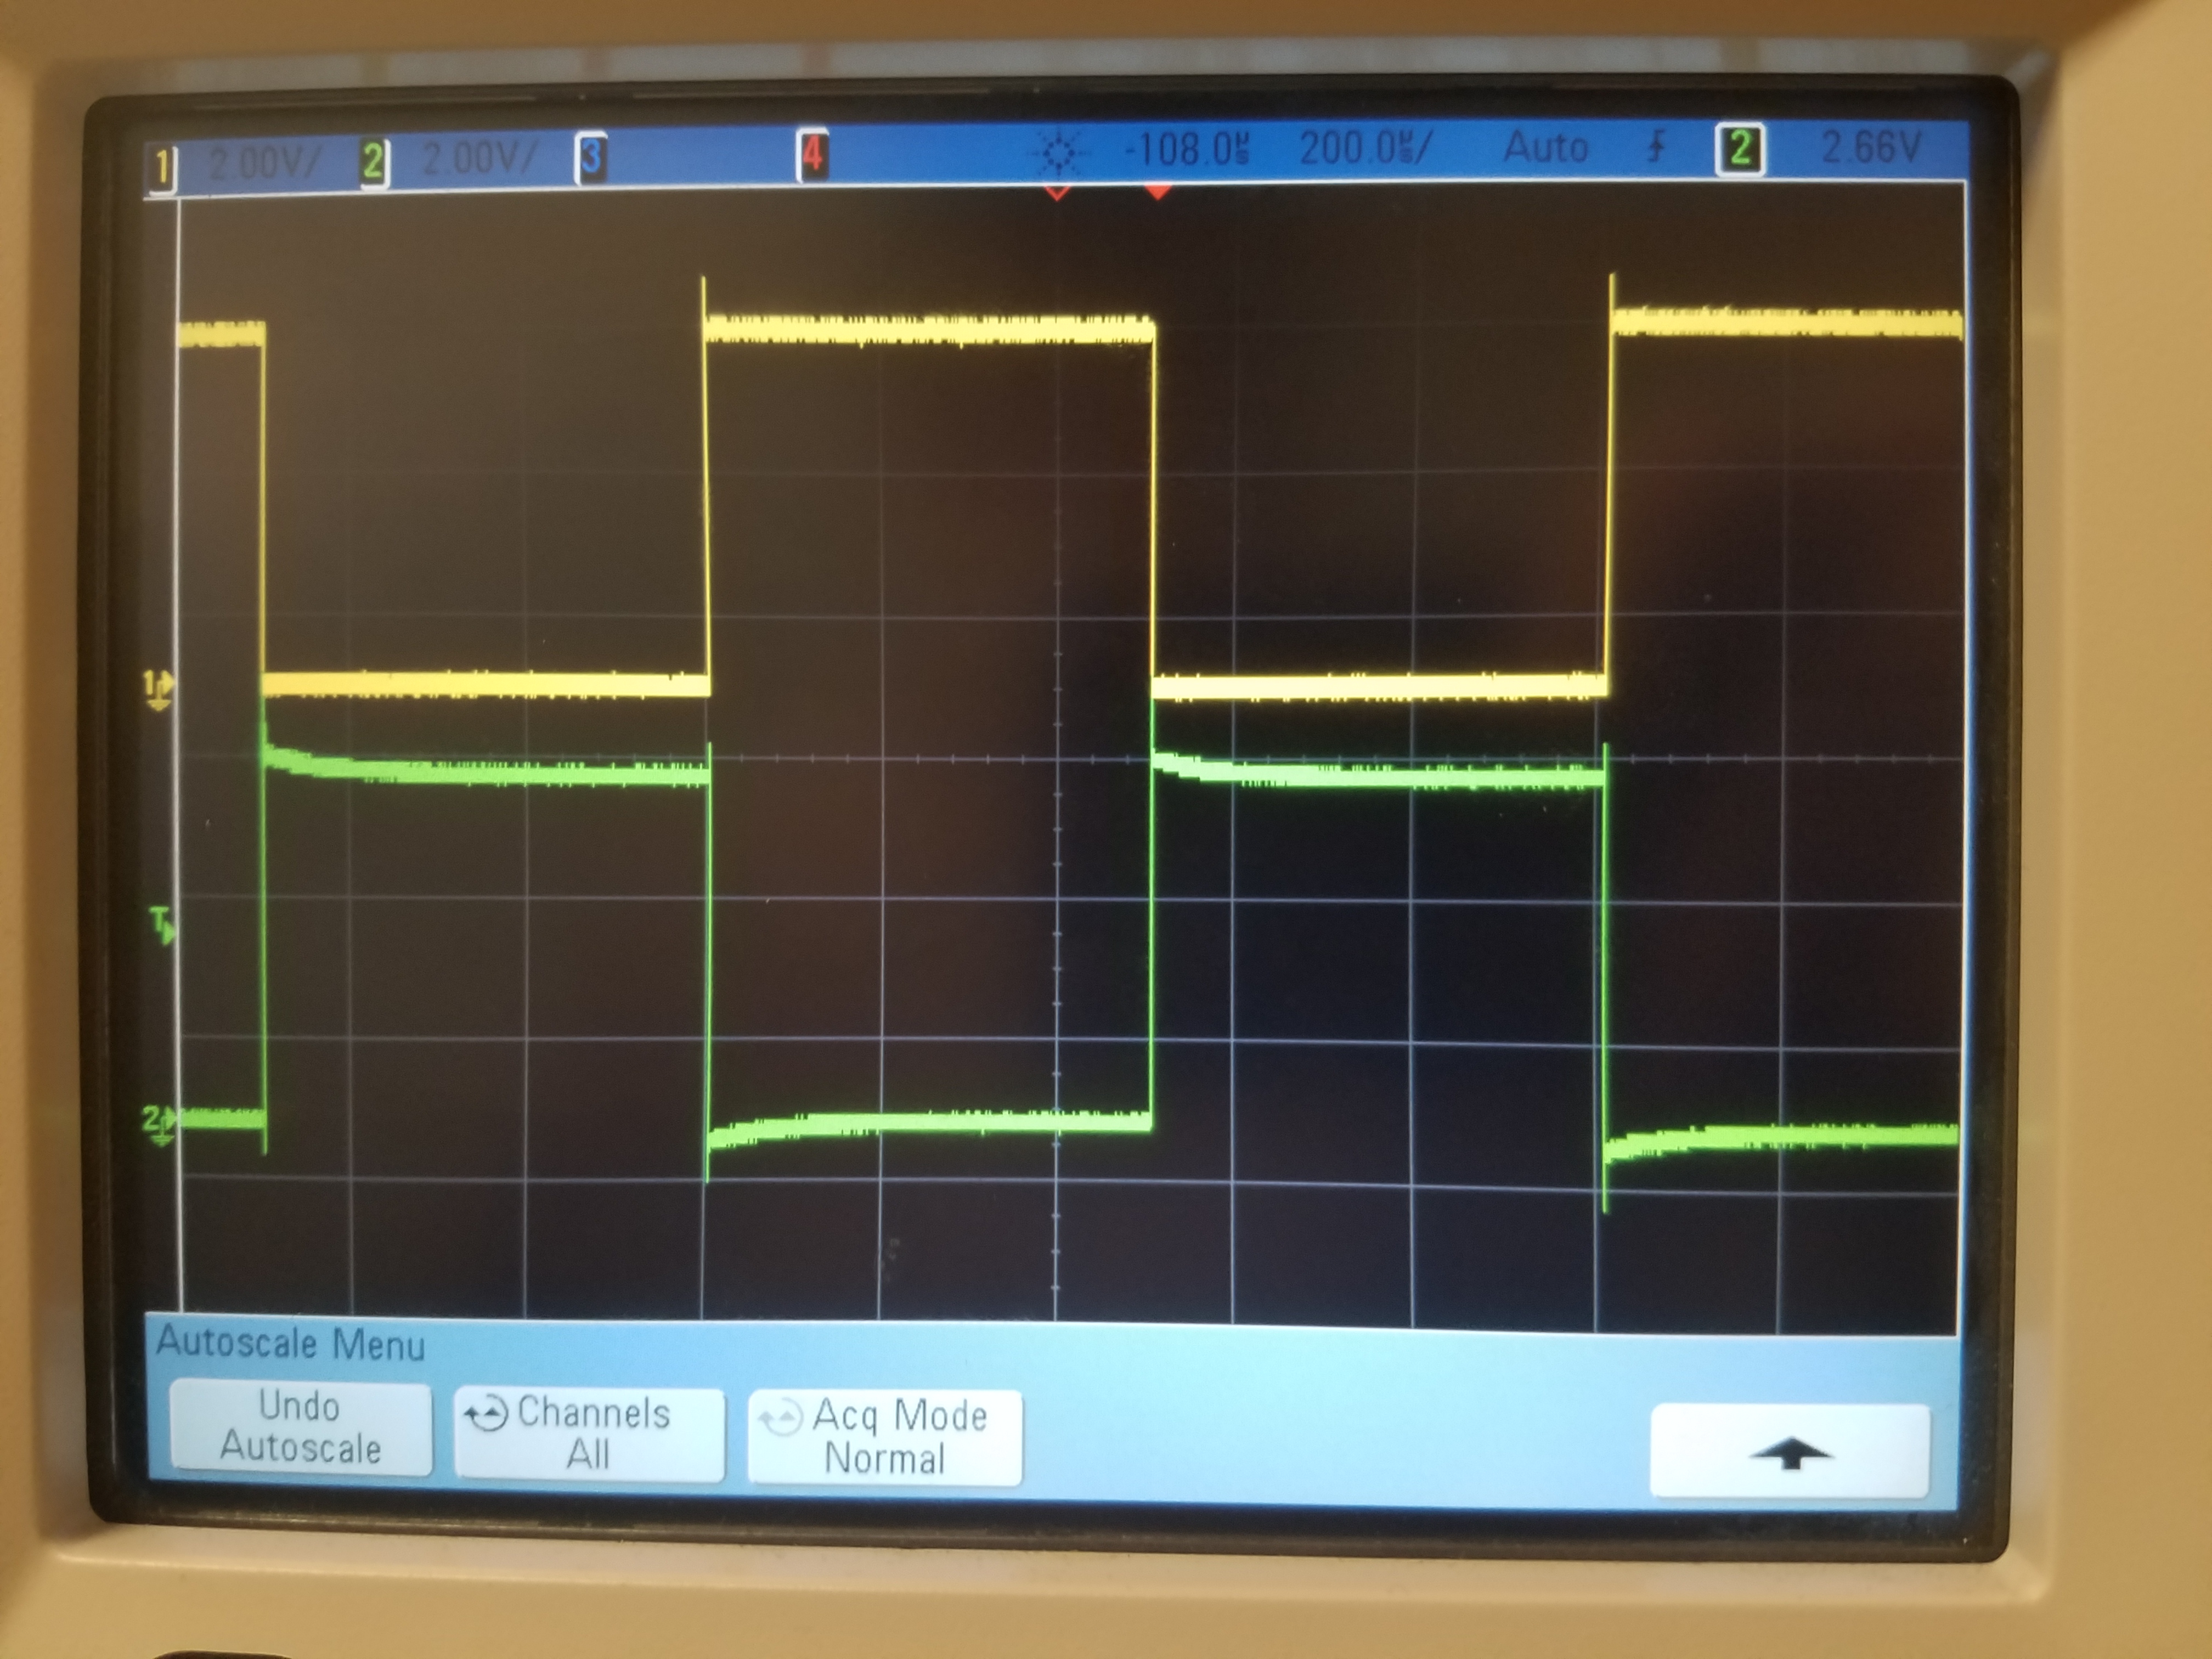 1 2.00V/ 2 2.00V/ 3 4 -108.0µs 200.0µs/ Auto 2 2.66V
1
T
2
Autoscale Menu
Undo
Autoscale
Channels
All
Acq Mode
Normal